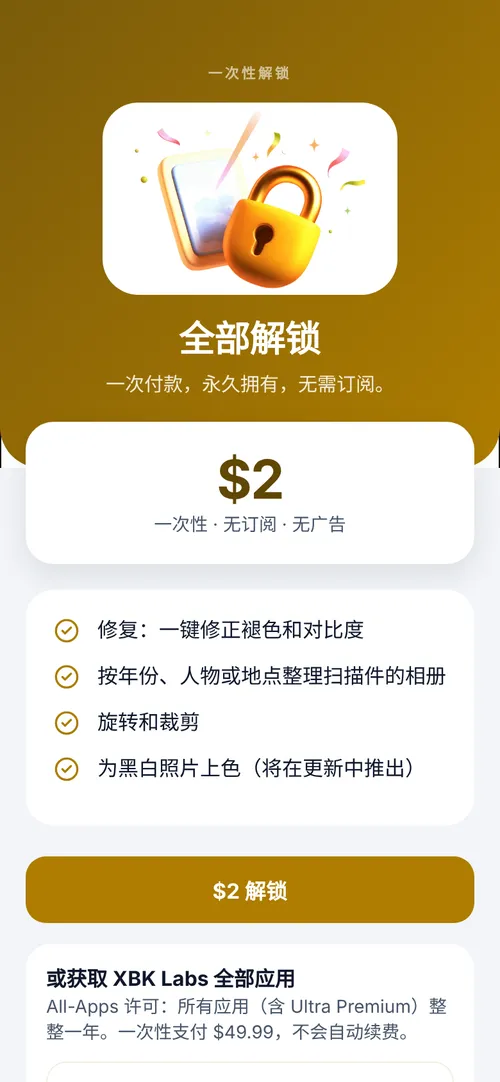 一次性解锁
全部解锁
一次付款，永久拥有，无需订阅。
$2
一次性 · 无订阅 · 无广告
修复：一键修正褪色和对比度
按年份、人物或地点整理扫描件的相册
旋转和裁剪
为黑白照片上色（将在更新中推出）
$2 解锁
或获取 XBK Labs 全部应用
All-Apps 许可：所有应用（含 Ultra Premium）整
整一年。一次性支付 $49.99，不会自动续费。